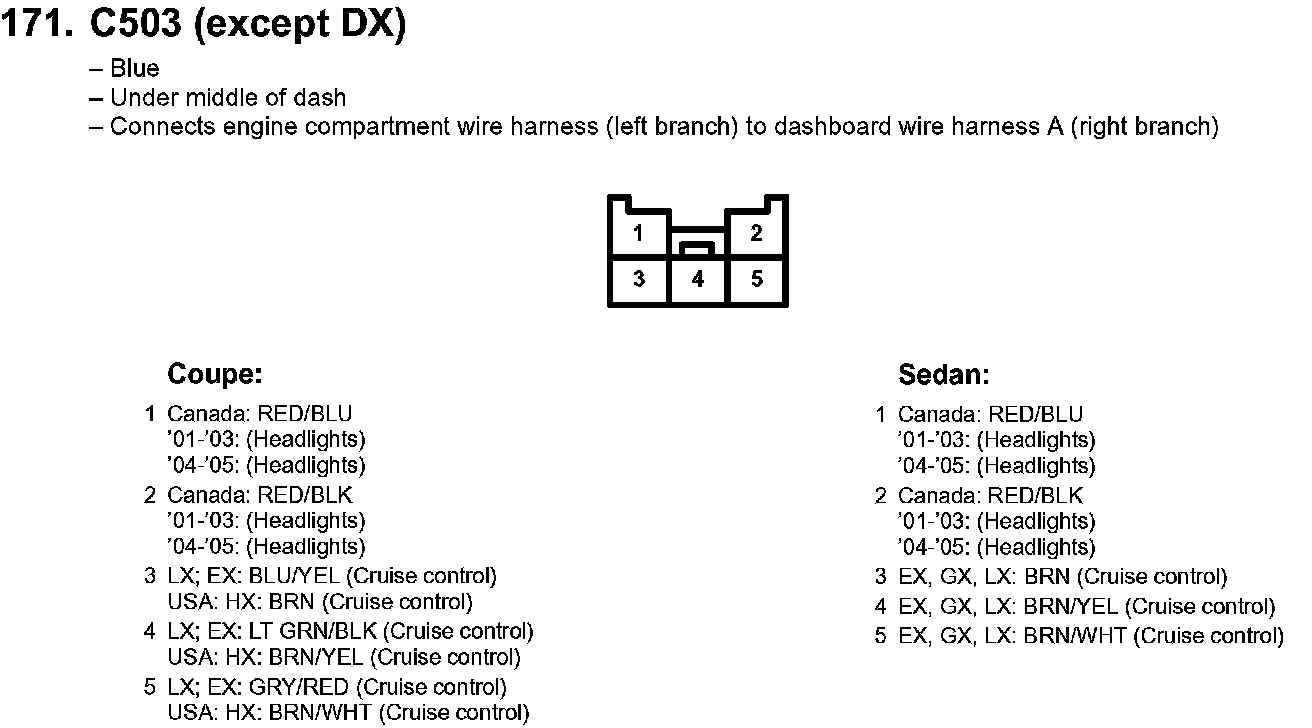 171. C503 (except DX)
– Blue
– Under middle of dash
– Connects engine compartment wire harness (left branch) to dashboard wire harness A (right branch)
1 2
3 4 5
Coupe:
1 Canada: RED/BLU
’01-’03: (Headlights)
’04-’05: (Headlights)
2 Canada: RED/BLK
’01-’03: (Headlights)
’04-’05: (Headlights)
3 LX; EX: BLU/YEL (Cruise control)
USA: HX: BRN (Cruise control)
4 LX; EX: LT GRN/BLK (Cruise control)
USA: HX: BRN/YEL (Cruise control)
5 LX; EX: GRY/RED (Cruise control)
USA: HX: BRN/WHT (Cruise control)
Sedan:
1 Canada: RED/BLU
’01-’03: (Headlights)
’04-’05: (Headlights)
2 Canada: RED/BLK
’01-’03: (Headlights)
’04-’05: (Headlights)
3 EX, GX, LX: BRN (Cruise control)
4 EX, GX, LX: BRN/YEL (Cruise control)
5 EX, GX, LX: BRN/WHT (Cruise control)